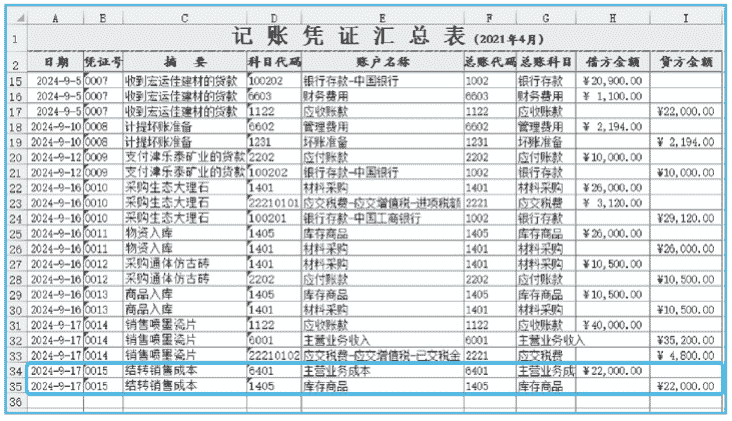 A B C D E F G H I
1 记 账 凭 证 汇 总 表 (2021年4月)
2 日期 凭证号 摘 要 科目代码 账户名称 总账代码 总账科目 借方金额 贷方金额
15 2024-9-5 0007 收到宏运佳建材的货款 100202 银行存款-中国银行 1002 银行存款 ￥20,900.00
16 2024-9-5 0007 收到宏运佳建材的货款 6603 财务费用 6603 财务费用 ￥ 1,100.00
17 2024-9-5 0007 收到宏运佳建材的货款 1122 应收账款 1122 应收账款 ￥22,000.00
18 2024-9-10 0008 计提坏账准备 6602 管理费用 6602 管理费用 ￥ 2,194.00
19 2024-9-10 0008 计提坏账准备 1231 坏账准备 1231 坏账准备 ￥ 2,194.00
20 2024-9-12 0009 支付津乐泰矿业的货款 2202 应付账款 2202 应付账款 ￥10,000.00
21 2024-9-12 0009 支付津乐泰矿业的货款 100202 银行存款-中国银行 1002 银行存款 ￥10,000.00
22 2024-9-16 0010 采购生态大理石 1401 材料采购 1401 材料采购 ￥26,000.00
23 2024-9-16 0010 采购生态大理石 22210101 应交税费-应交增值税-进项税额 2221 应交税费 ￥ 3,120.00
24 2024-9-16 0010 采购生态大理石 100201 银行存款-中国工商银行 1002 银行存款 ￥29,120.00
25 2024-9-16 0011 物资入库 1405 库存商品 1405 库存商品 ￥26,000.00
26 2024-9-16 0011 物资入库 1401 材料采购 1401 材料采购 ￥26,000.00
27 2024-9-16 0012 采购通体仿古砖 1401 材料采购 1401 材料采购 ￥10,500.00
28 2024-9-16 0012 采购通体仿古砖 2202 应付账款 2202 应付账款 ￥10,500.00
29 2024-9-16 0013 商品入库 1405 库存商品 1405 库存商品 ￥10,500.00
30 2024-9-16 0013 商品入库 1401 材料采购 1401 材料采购 ￥10,500.00
31 2024-9-17 0014 销售喷墨瓷片 1122 应收账款 1122 应收账款 ￥40,000.00
32 2024-9-17 0014 销售喷墨瓷片 6001 主营业务收入 6001 主营业务收入 ￥35,200.00
33 2024-9-17 0014 销售喷墨瓷片 22210102 应交税费-应交增值税-已交税金 2221 应交税费 ￥ 4,800.00
34 2024-9-17 0015 结转销售成本 6401 主营业务成本 6401 主营业务成 ￥22,000.00
35 2024-9-17 0015 结转销售成本 1405 库存商品 1405 库存商品 ￥22,000.00
36